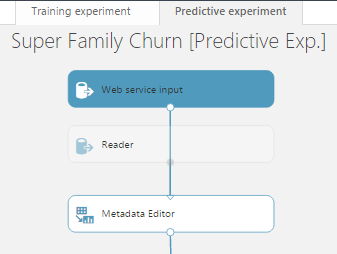 Training experiment
Predictive experiment
Super Family Churn [Predictive Exp.]
Web service input
Reader
Metadata Editor